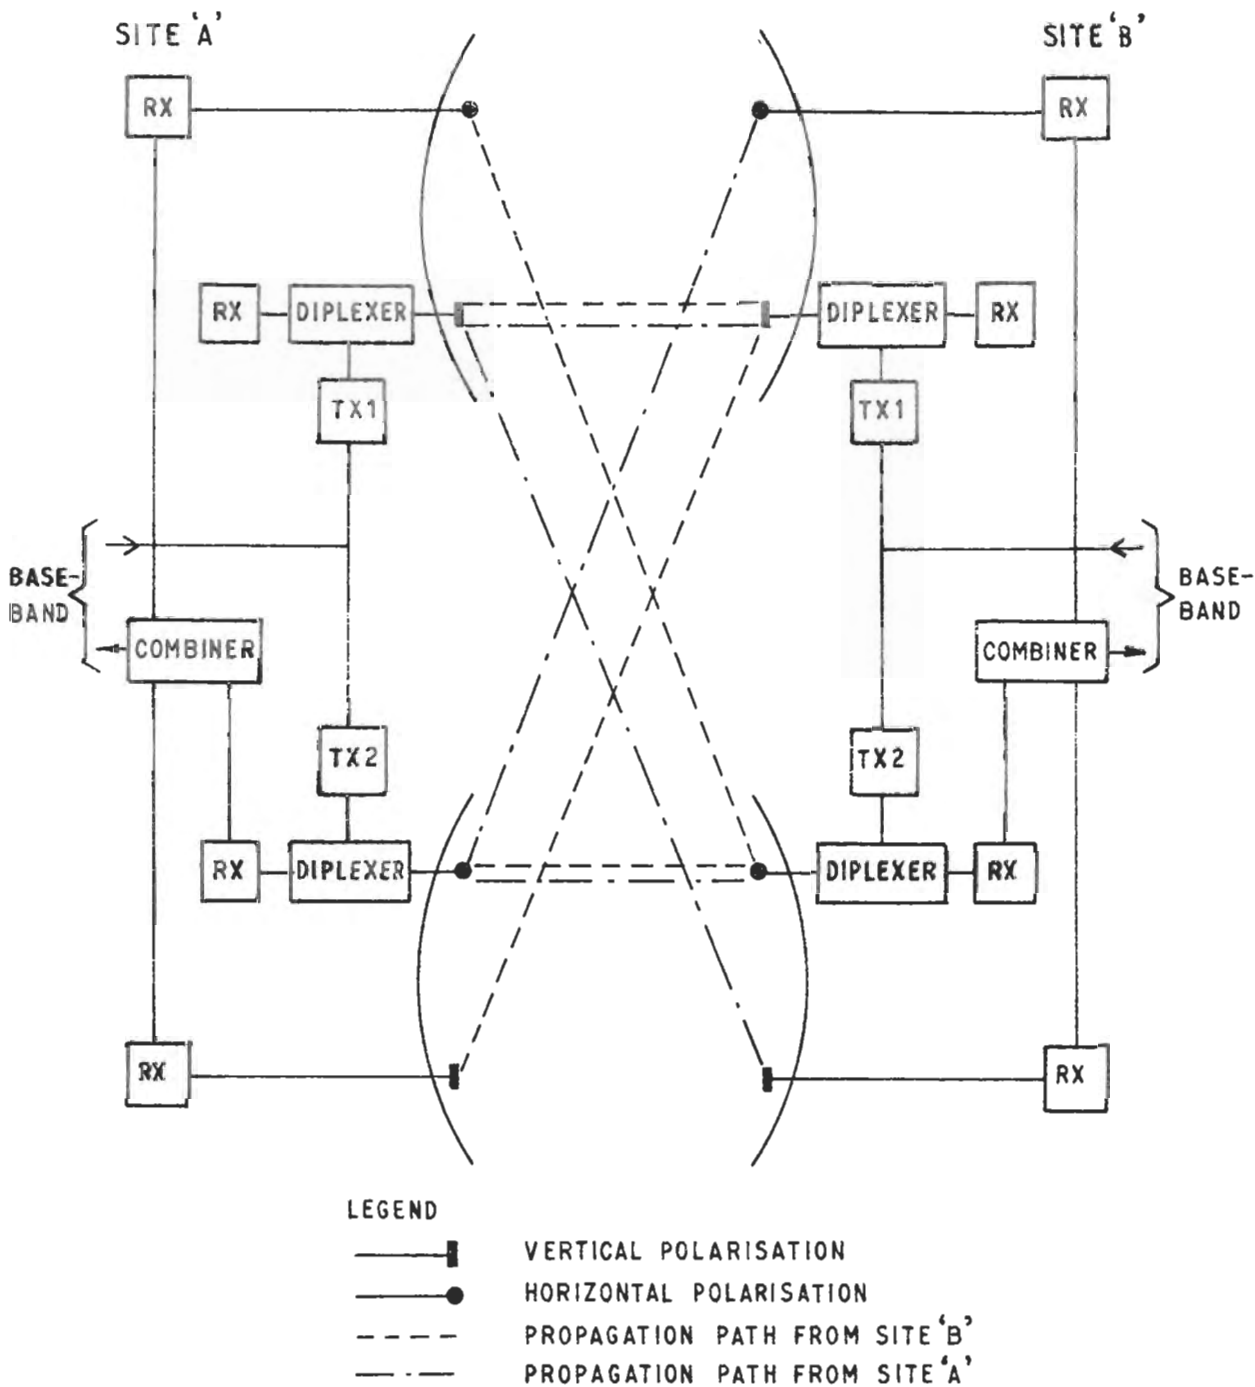 SITE 'A'
SITE 'B'
RX
RX
RX
DIPLEXER
DIPLEXER
RX
TX1
TX1
BASE-
BAND
BASE-
BAND
COMBINER
COMBINER
TX2
TX2
RX
DIPLEXER
DIPLEXER
RX
RX
RX
LEGEND
VERTICAL POLARISATION
HORIZONTAL POLARISATION
PROPAGATION PATH FROM SITE 'B'
PROPAGATION PATH FROM SITE 'A'